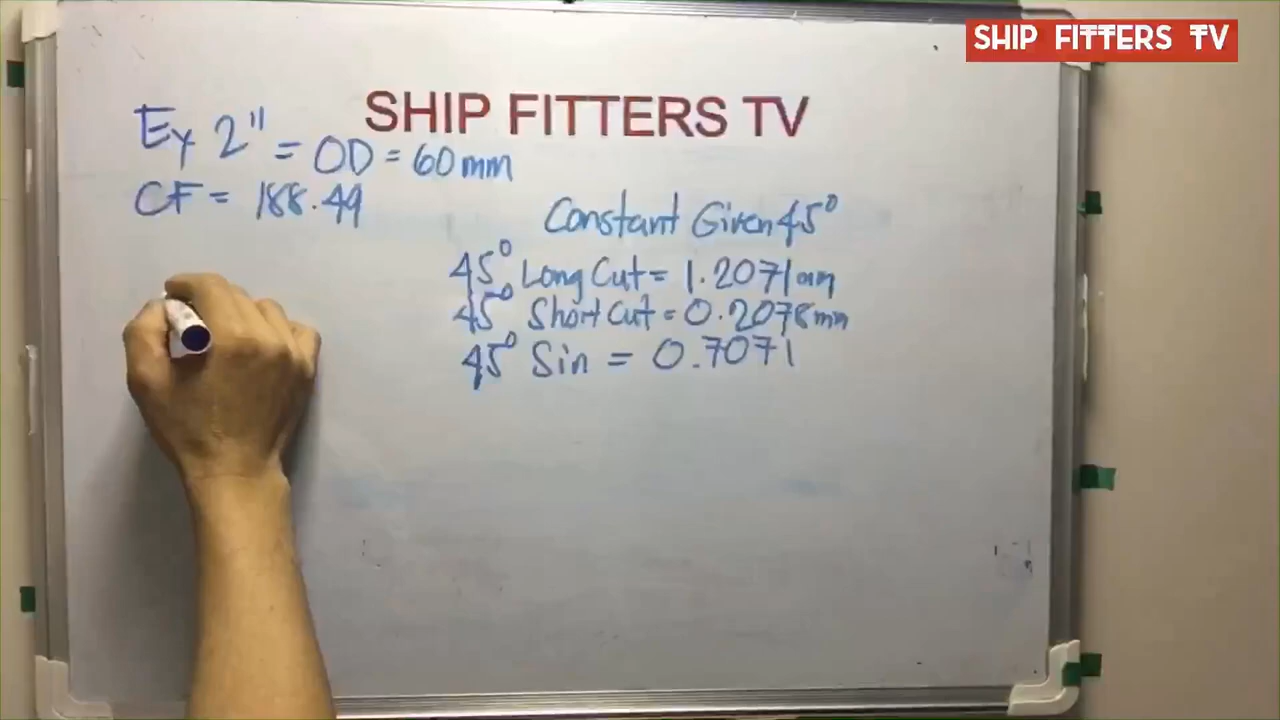 SHIP FITTERS TV
SHIP FITTERS TV
Ex 2" = OD = 60mm
CF = 188.49
Constant Given 45°
45° Long Cut = 1.2071mm
45° Short Cut = 0.2078mm
45° Sin = 0.7071